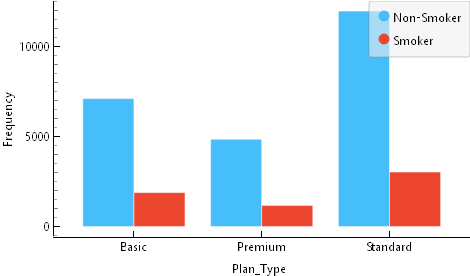 Non-Smoker
Smoker
10000
5000
0
Frequency
Basic Premium Standard
Plan_Type